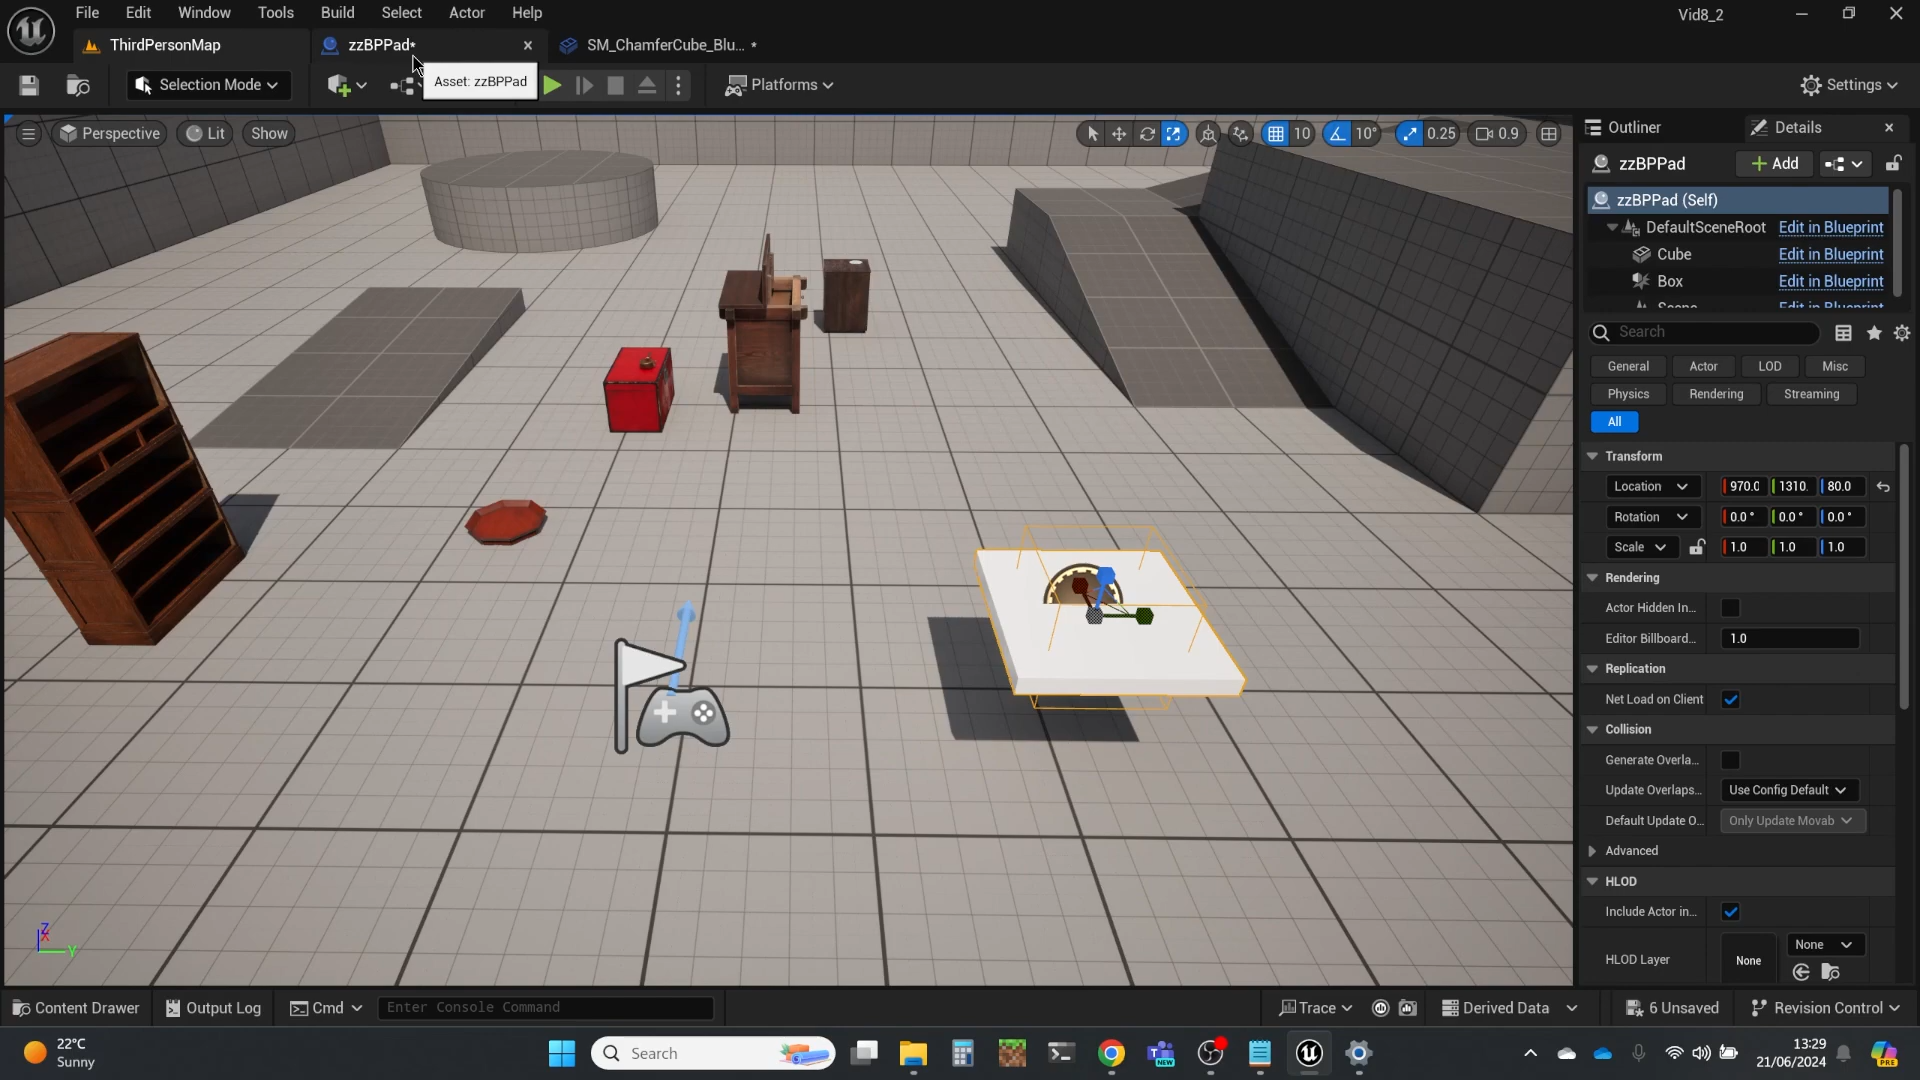 File Edit Window Tools Build Select Actor Help
Vid8_2
ThirdPersonMap
zzBPPad*
SM_ChamferCube_Blu... *
Selection Mode
Asset: zzBPPad
Platforms
Settings
Perspective
Lit
Show
10
10°
0.25
0.9
Outliner
Details
zzBPPad
Add
zzBPPad (Self)
DefaultSceneRoot Edit in Blueprint
Cube Edit in Blueprint
Box Edit in Blueprint
Scene Edit in Blueprint
Search
General Actor LOD Misc
Physics Rendering Streaming
All
Transform
Location 970.0 1310. 80.0
Rotation 0.0° 0.0° 0.0°
Scale 1.0 1.0 1.0
Rendering
Actor Hidden In...
Editor Billboard... 1.0
Replication
Net Load on Client
Collision
Generate Overla...
Update Overlaps... Use Config Default
Default Update O... Only Update Movab
Advanced
HLOD
Include Actor in...
HLOD Layer None None
Z
Y
Content Drawer
Output Log
Cmd
Enter Console Command
Trace
Derived Data
6 Unsaved
Revision Control
22°C
Sunny
Search
NEW
13:29
21/06/2024
PRE